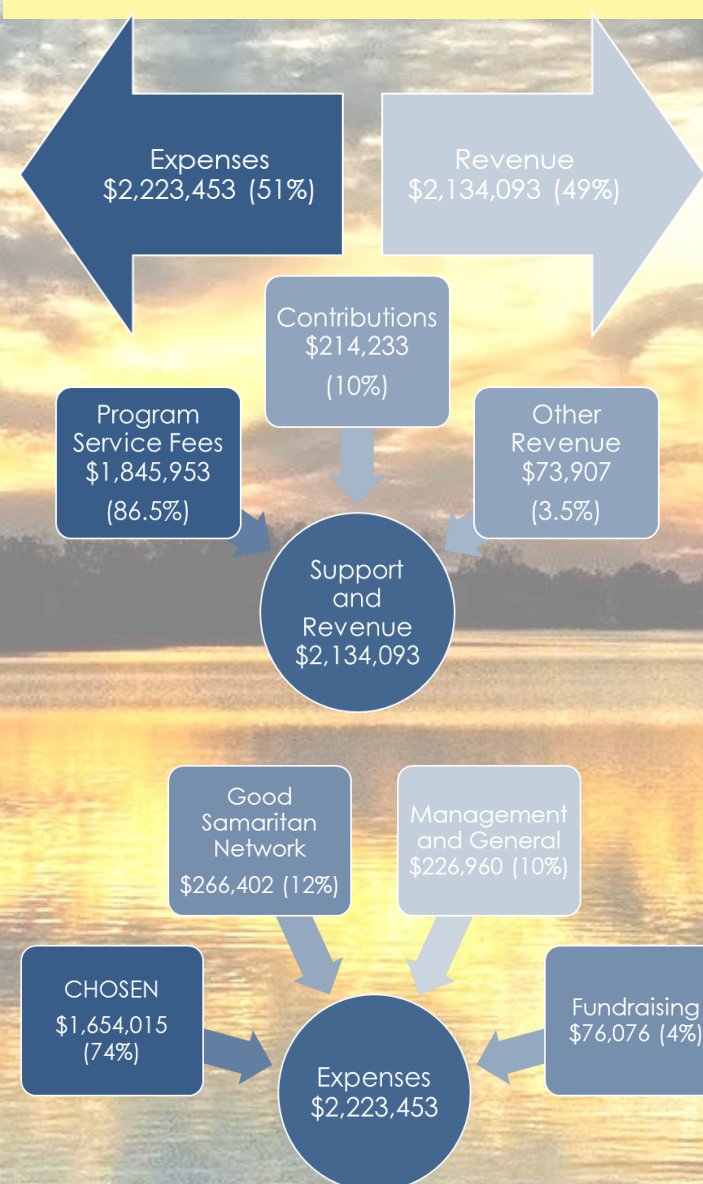 Expenses
$2,223,453 (51%)
Revenue
$2,134,093 (49%)
Contributions
$214,233
(10%)
Program
Service Fees
$1,845,953
(86.5%)
Other
Revenue
$73,907
(3.5%)
Support
and
Revenue
$2,134,093
Good
Samaritan
Network
$266,402 (12%)
Management
and General
$226,960 (10%)
CHOSEN
$1,654,015
(74%)
Fundraising
$76,076 (4%)
Expenses
$2,223,453